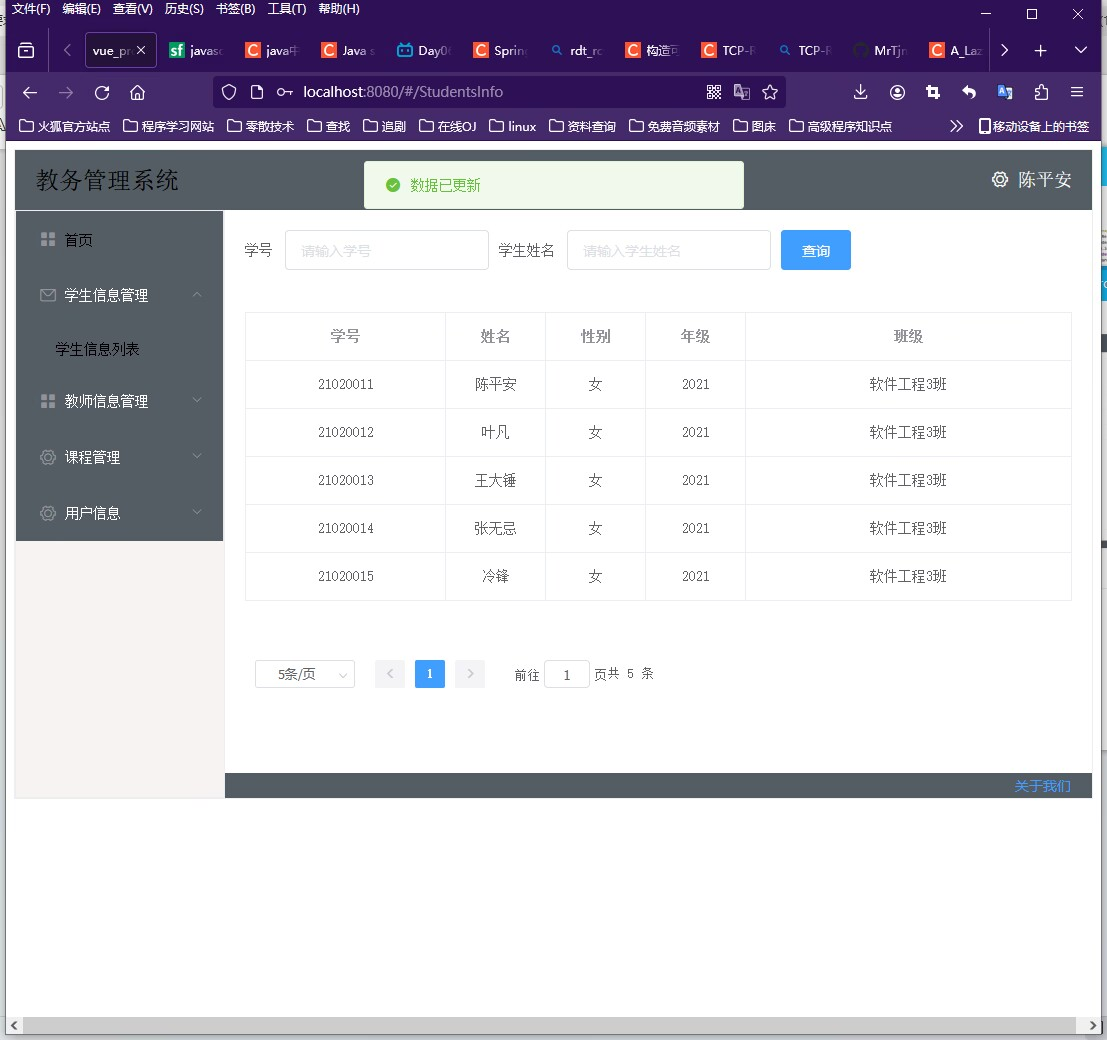 文件(F) 编辑(E) 查看(V) 历史(S) 书签(B) 工具(T) 帮助(H)
vue_pr javasc java中 Java s Day06 Sprin rdt_rc 构造可 TCP-R TCP-R MrTjn A_Laz
localhost:8080/#/StudentsInfo
火狐官方站点 程序学习网站 零散技术 查找 追剧 在线OJ linux 资料查询 免费音频素材 图床 高级程序知识点 移动设备上的书签
教务管理系统 数据已更新 陈平安
首页
学生信息管理
学生信息列表
教师信息管理
课程管理
用户信息
学号 请输入学号 学生姓名 请输入学生姓名 查询
学号 姓名 性别 年级 班级
21020011 陈平安 女 2021 软件工程3班
21020012 叶凡 女 2021 软件工程3班
21020013 王大锤 女 2021 软件工程3班
21020014 张无忌 女 2021 软件工程3班
21020015 冷锋 女 2021 软件工程3班
5条/页 1 前往 1 页共 5 条
关于我们